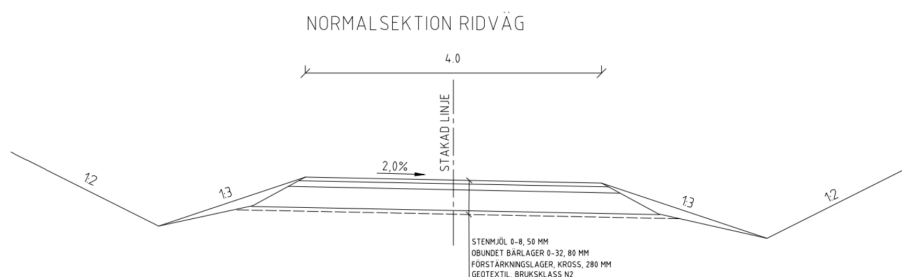 NORMALSEKTION RIDVÄG
4.0
STAKAD LINJE
2,0%
1:2
1:3
1:3
1:2
STENMJÖL 0-8, 50 MM
OBUNDET BÄRLAGER 0-32, 80 MM
FÖRSTÄRKNINGSLAGER, KROSS, 280 MM
GEOTEXTIL, BRUKSKLASS N2